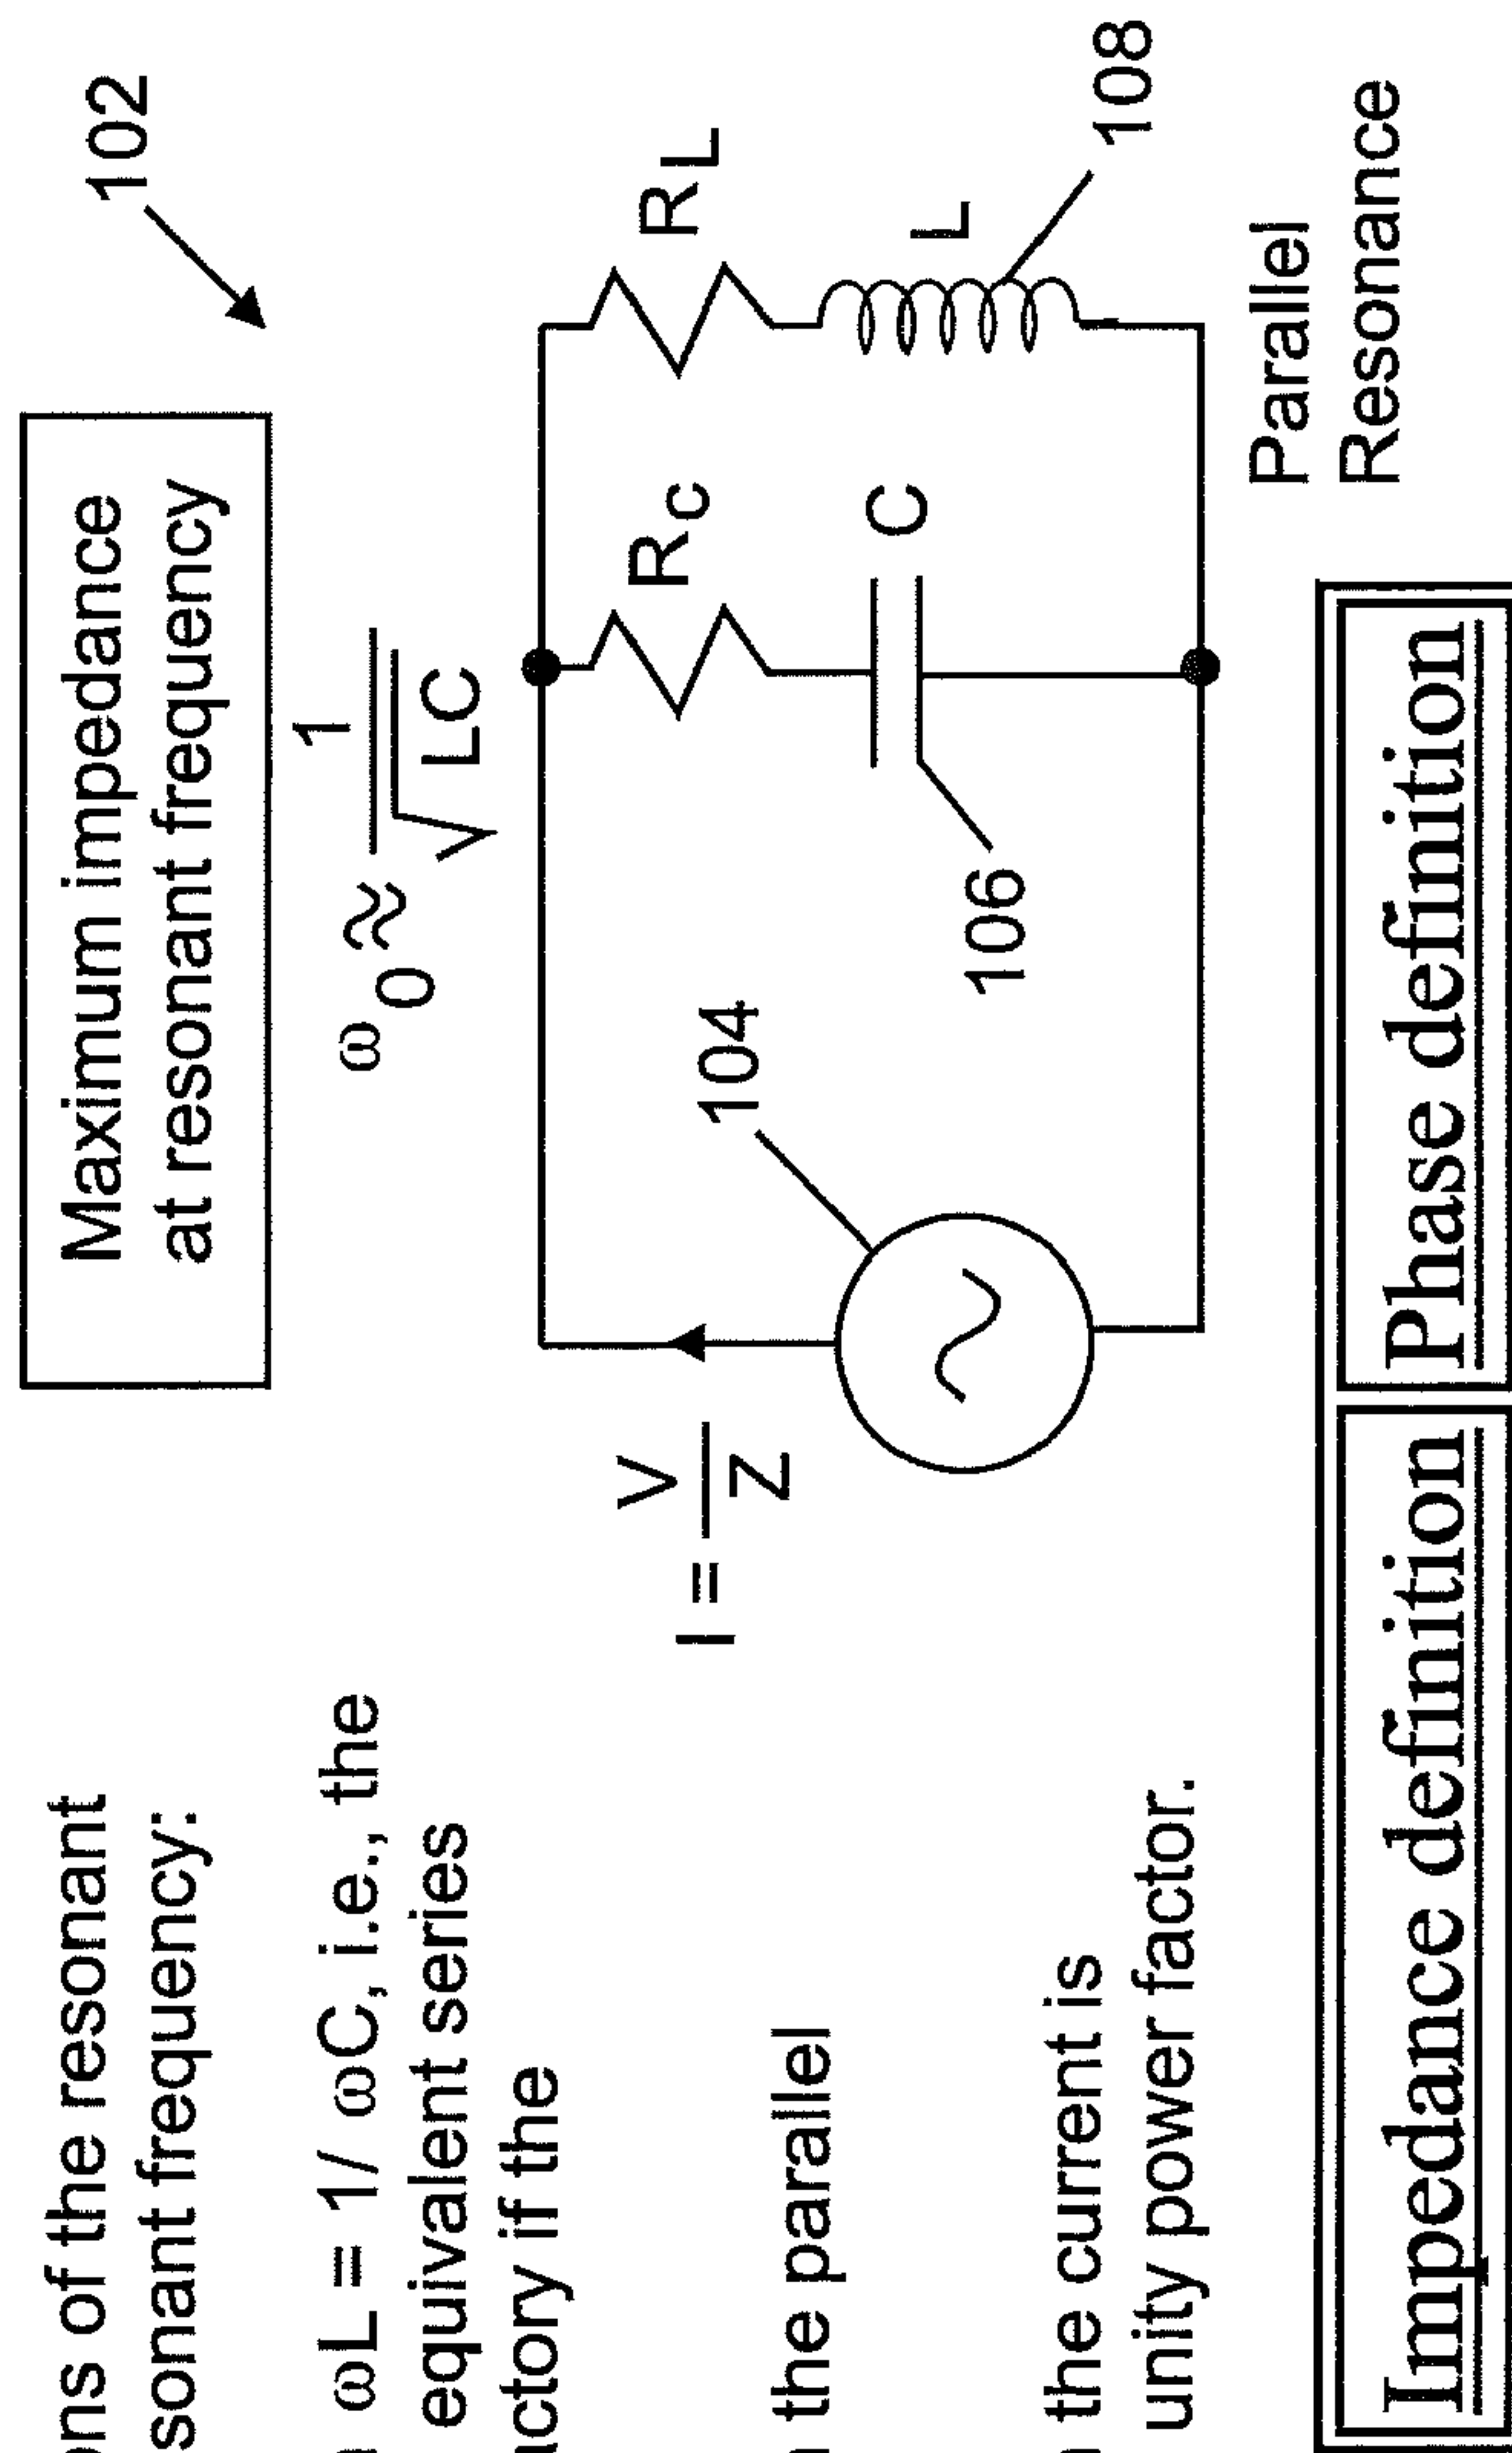 ons of the resonant
sonant frequency:
ωL = 1/ ωC, i.e., the
equivalent series
actory if the
the parallel
the current is
unity power factor.
Maximum impedance
at resonant frequency
ω0 ≈ 1/√LC
102
I = V/Z
104
RC
C
106
RL
L
108
Parallel
Resonance
Impedance definition
Phase definition